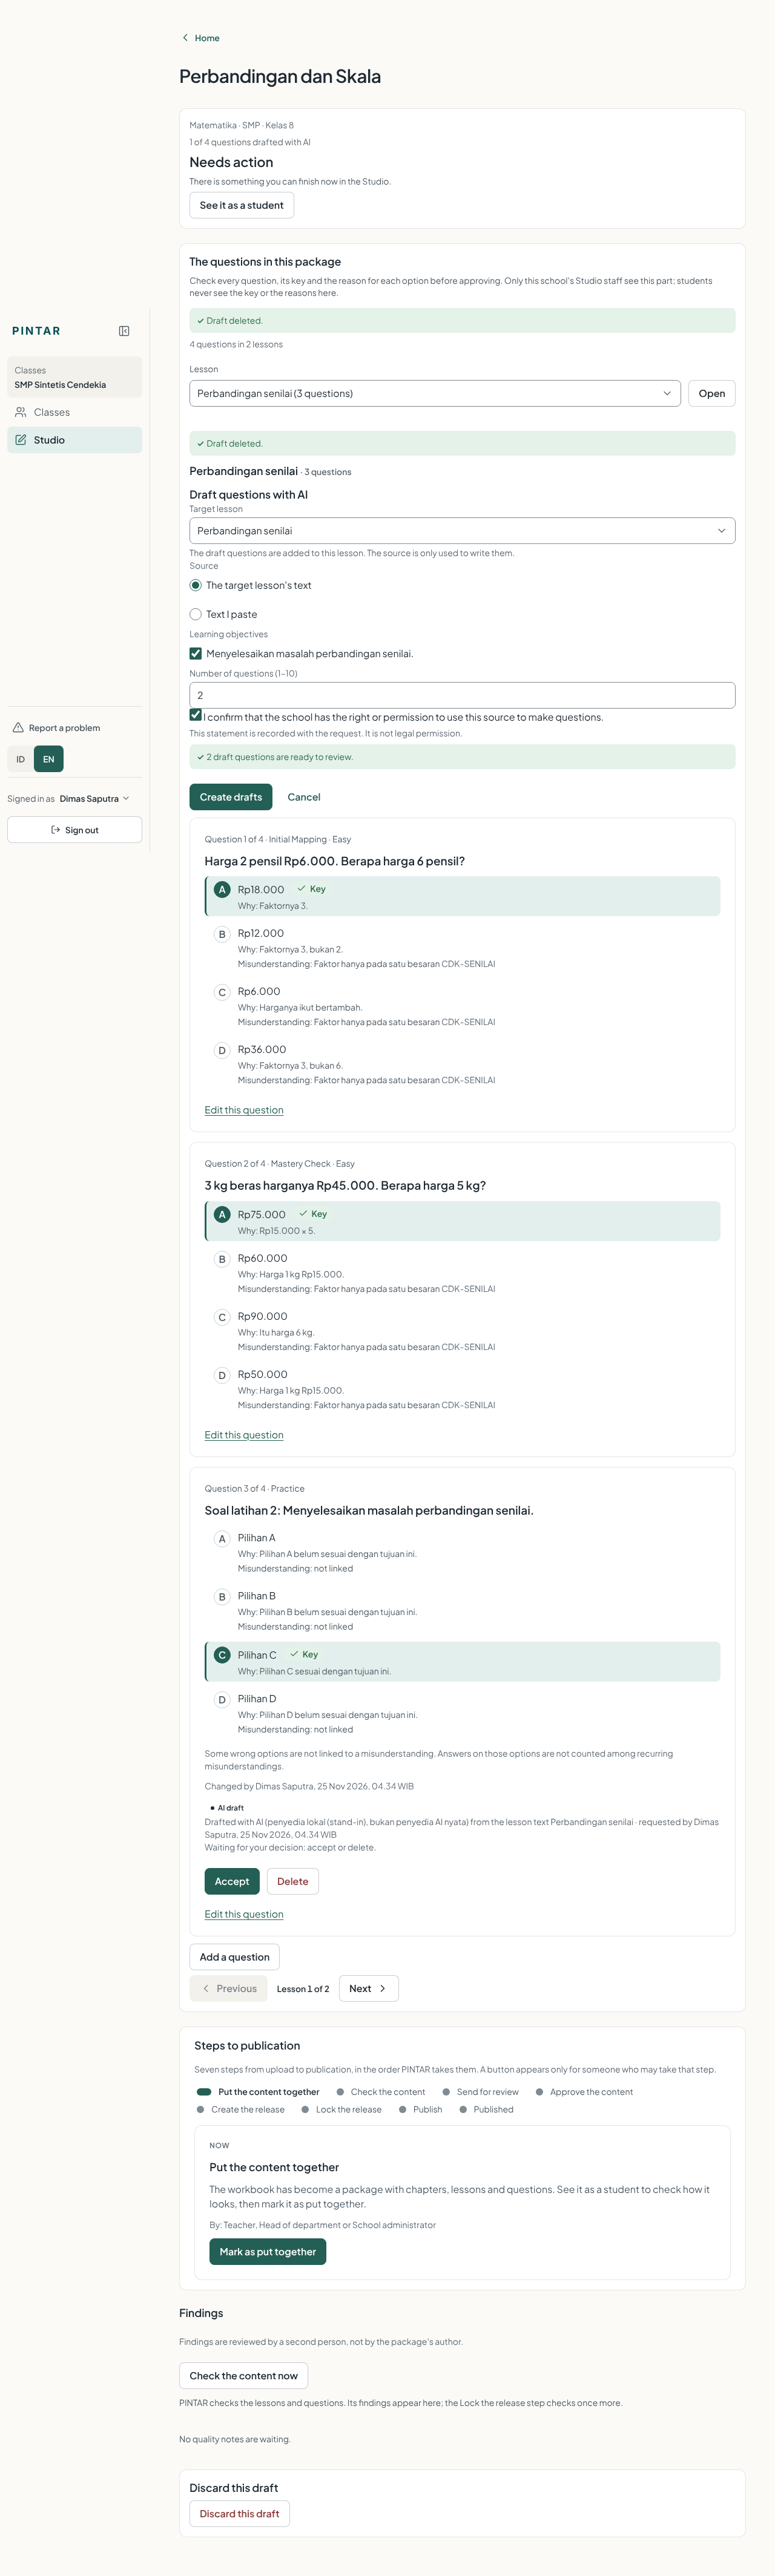 Home
Perbandingan dan Skala
Matematika · SMP · Kelas 8
1 of 4 questions drafted with AI
Needs action
There is something you can finish now in the Studio.
See it as a student
The questions in this package
Check every question, its key and the reason for each option before approving. Only this school's Studio staff see this part; students
never see the key or the reasons here.
Draft deleted.
4 questions in 2 lessons
Lesson
Perbandingan senilai (3 questions)
Open
Draft deleted.
Perbandingan senilai · 3 questions
Draft questions with AI
Target lesson
Perbandingan senilai
The draft questions are added to this lesson. The source is only used to write them.
Source
The target lesson's text
Text I paste
Learning objectives
Menyelesaikan masalah perbandingan senilai.
Number of questions (1–10)
2
I confirm that the school has the right or permission to use this source to make questions.
This statement is recorded with the request. It is not legal permission.
2 draft questions are ready to review.
Create drafts
Cancel
Question 1 of 4 · Initial Mapping · Easy
Harga 2 pensil Rp6.000. Berapa harga 6 pensil?
A Rp18.000 Key
Why: Faktornya 3.
B Rp12.000
Why: Faktornya 3, bukan 2.
Misunderstanding: Faktor hanya pada satu besaran CDK-SENILAI
C Rp6.000
Why: Harganya ikut bertambah.
Misunderstanding: Faktor hanya pada satu besaran CDK-SENILAI
D Rp36.000
Why: Faktornya 3, bukan 6.
Misunderstanding: Faktor hanya pada satu besaran CDK-SENILAI
Edit this question
Question 2 of 4 · Mastery Check · Easy
3 kg beras harganya Rp45.000. Berapa harga 5 kg?
A Rp75.000 Key
Why: Rp15.000 × 5.
B Rp60.000
Why: Harga 1 kg Rp15.000.
Misunderstanding: Faktor hanya pada satu besaran CDK-SENILAI
C Rp90.000
Why: Itu harga 6 kg.
Misunderstanding: Faktor hanya pada satu besaran CDK-SENILAI
D Rp50.000
Why: Harga 1 kg Rp15.000.
Misunderstanding: Faktor hanya pada satu besaran CDK-SENILAI
Edit this question
Question 3 of 4 · Practice
Soal latihan 2: Menyelesaikan masalah perbandingan senilai.
A Pilihan A
Why: Pilihan A belum sesuai dengan tujuan ini.
Misunderstanding: not linked
B Pilihan B
Why: Pilihan B belum sesuai dengan tujuan ini.
Misunderstanding: not linked
C Pilihan C Key
Why: Pilihan C sesuai dengan tujuan ini.
D Pilihan D
Why: Pilihan D belum sesuai dengan tujuan ini.
Misunderstanding: not linked
Some wrong options are not linked to a misunderstanding. Answers on those options are not counted among recurring
misunderstandings.
Changed by Dimas Saputra, 25 Nov 2026, 04.34 WIB
AI draft
Drafted with AI (penyedia lokal (stand-in), bukan penyedia AI nyata) from the lesson text Perbandingan senilai · requested by Dimas
Saputra, 25 Nov 2026, 04.34 WIB
Waiting for your decision: accept or delete.
Accept
Delete
Edit this question
Add a question
Previous
Lesson 1 of 2
Next
Steps to publication
Seven steps from upload to publication, in the order PINTAR takes them. A button appears only for someone who may take that step.
Put the content together
Check the content
Send for review
Approve the content
Create the release
Lock the release
Publish
Published
NOW
Put the content together
The workbook has become a package with chapters, lessons and questions. See it as a student to check how it
looks, then mark it as put together.
By: Teacher, Head of department or School administrator
Mark as put together
Findings
Findings are reviewed by a second person, not by the package's author.
Check the content now
PINTAR checks the lessons and questions. Its findings appear here; the Lock the release step checks once more.
No quality notes are waiting.
Discard this draft
Discard this draft
PINTAR
Classes
SMP Sintetis Cendekia
Classes
Studio
Report a problem
ID
EN
Signed in as Dimas Saputra
Sign out